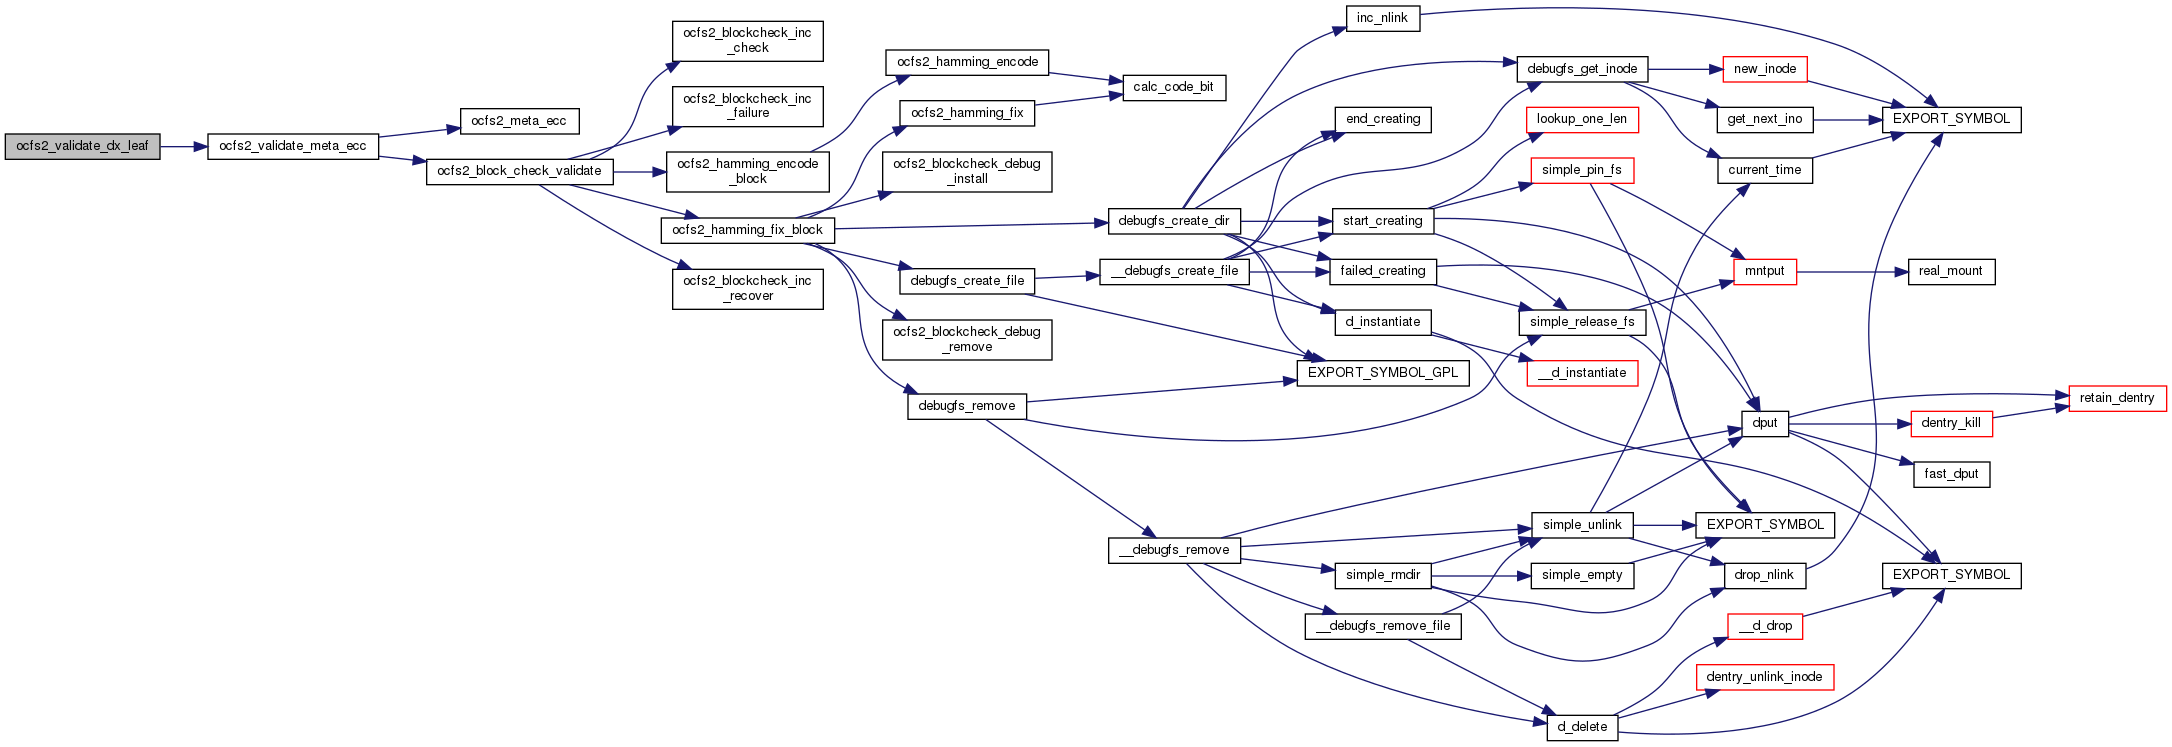 ocfs2_validate_dx_leaf
ocfs2_validate_meta_ecc
ocfs2_meta_ecc
ocfs2_block_check_validate
ocfs2_blockcheck_inc
_check
ocfs2_blockcheck_inc
_failure
ocfs2_hamming_encode
_block
ocfs2_hamming_fix_block
ocfs2_blockcheck_inc
_recover
ocfs2_hamming_encode
ocfs2_hamming_fix
ocfs2_blockcheck_debug
_install
debugfs_create_file
ocfs2_blockcheck_debug
_remove
debugfs_remove
calc_code_bit
debugfs_create_dir
__debugfs_create_file
__debugfs_remove
inc_nlink
end_creating
start_creating
failed_creating
d_instantiate
EXPORT_SYMBOL_GPL
simple_rmdir
__debugfs_remove_file
debugfs_get_inode
lookup_one_len
simple_pin_fs
simple_release_fs
__d_instantiate
simple_unlink
simple_empty
d_delete
new_inode
get_next_ino
current_time
mntput
dput
EXPORT_SYMBOL
drop_nlink
__d_drop
dentry_unlink_inode
EXPORT_SYMBOL
real_mount
dentry_kill
fast_dput
EXPORT_SYMBOL
retain_dentry